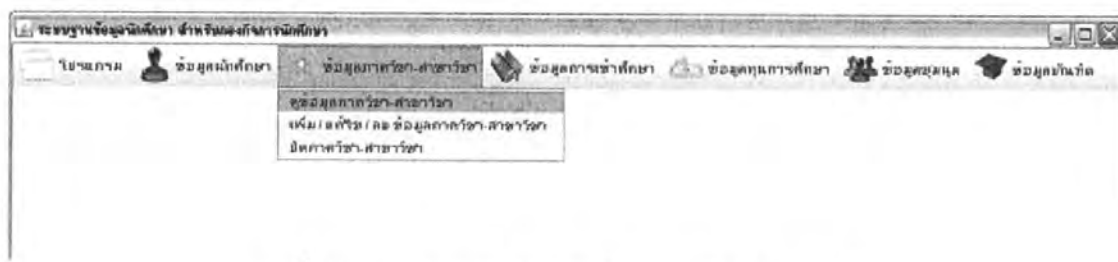 ระบบฐานข้อมูลนักศึกษา สำหรับกองกิจการนักศึกษา
โปรแกรม ข้อมูลนักศึกษา ข้อมูลภาควิชา-สาขาวิชา ข้อมูลการเข้าศึกษา ข้อมูลทุนการศึกษา ข้อมูลชุมนุม ข้อมูลบัณฑิต
ดูข้อมูลภาควิชา-สาขาวิชา
เพิ่ม / แก้ไข / ลบ ข้อมูลภาควิชา-สาขาวิชา
ปิดภาควิชา-สาขาวิชา